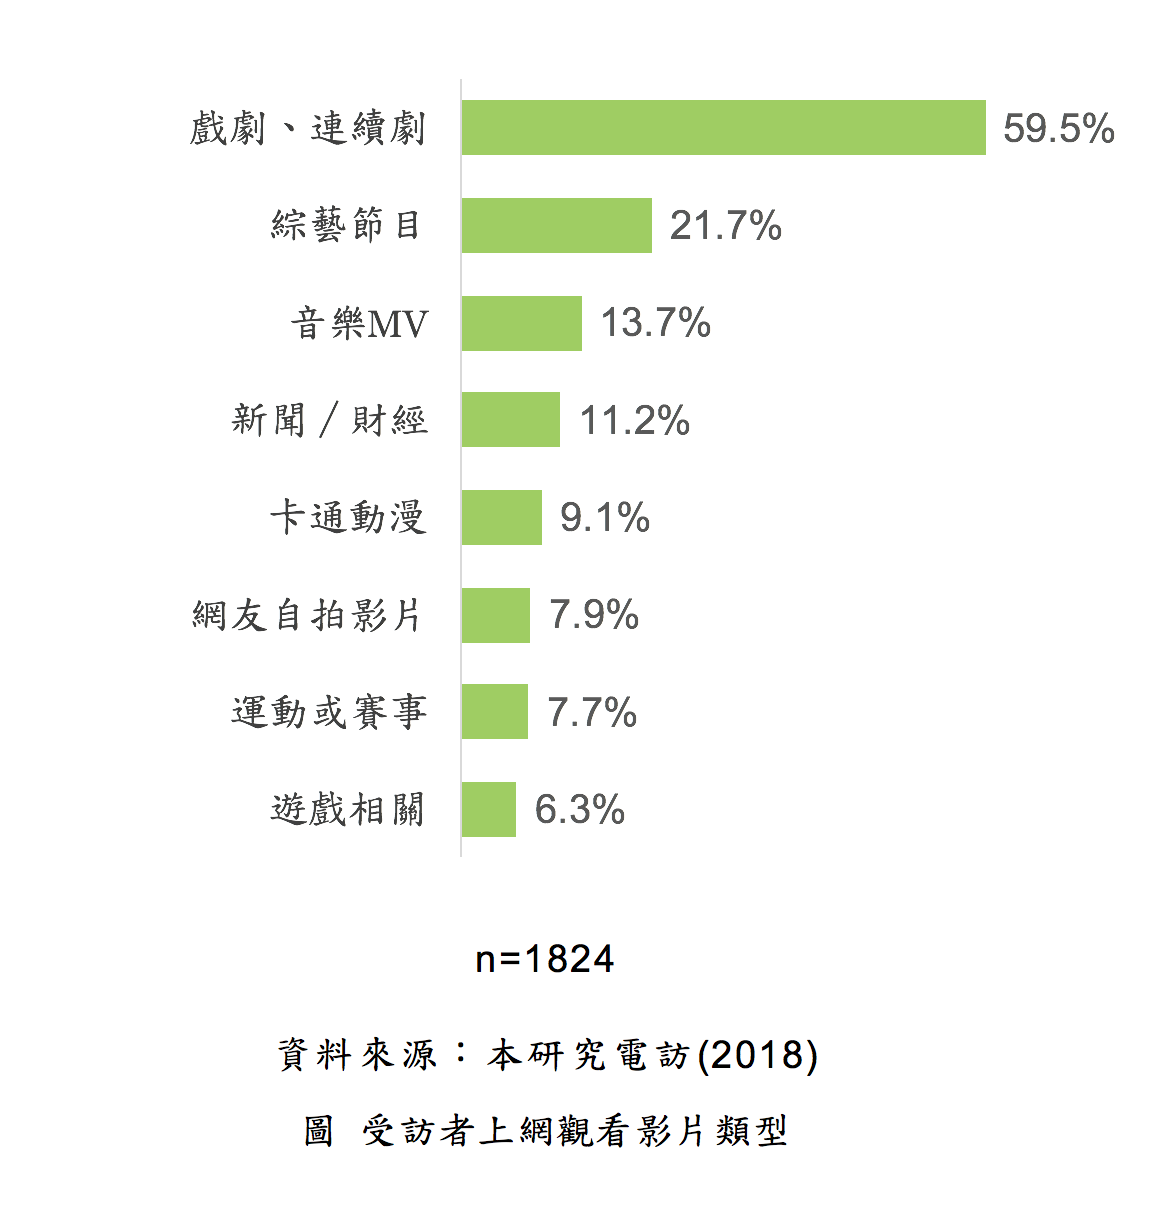 戲劇、連續劇 59.5%
綜藝節目 21.7%
音樂MV 13.7%
新聞／財經 11.2%
卡通動漫 9.1%
網友自拍影片 7.9%
運動或賽事 7.7%
遊戲相關 6.3%
n=1824
資料來源：本研究電訪(2018)
圖 受訪者上網觀看影片類型